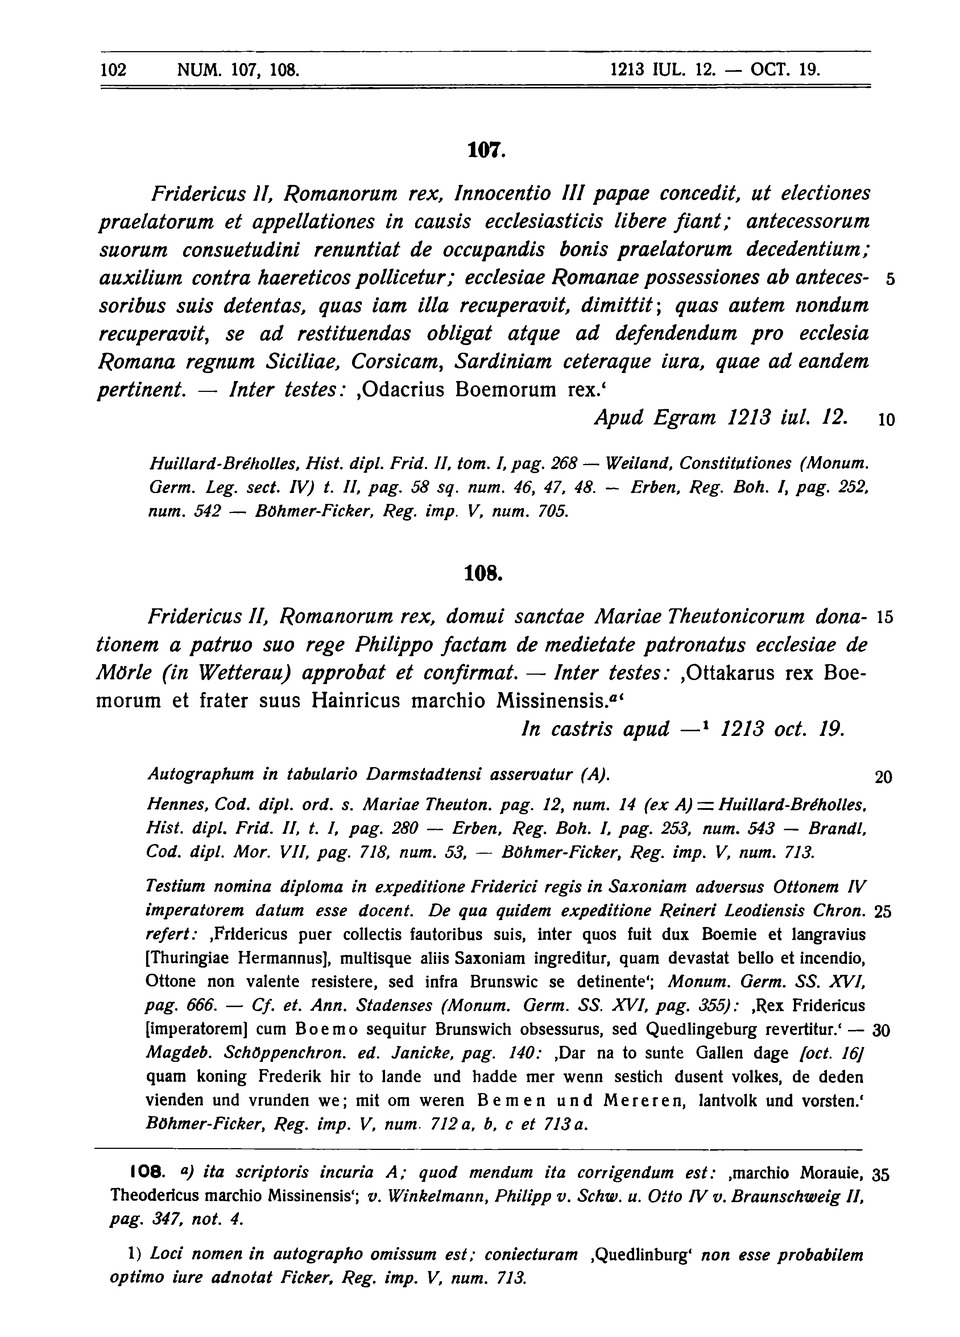 102 NUM. 107, 108. 1213 IUL. 12. — OCT. 19.
107.
Fridericus II, Romanorum rex, Innocentio III papae concedit, ut electiones
praelatorum et appellationes in causis ecclesiasticis libere fiant; antecessorum
suorum consuetudini renuntiat de occupandis bonis praelatorum decedentium;
auxilium contra haereticos pollicetur; ecclesiae Romanae possessiones ab anteces- 5
soribus suis detentas, quas iam illa recuperavit, dimittit; quas autem nondum
recuperavit, se ad restituendas obligat atque ad defendendum pro ecclesia
Romana regnum Siciliae, Corsicam, Sardiniam ceteraque iura, quae ad eandem
pertinent. — Inter testes: ‚Odacrius Boemorum rex.‘
Apud Egram 1213 iul. 12. 10
Huillard-Bréholles, Hist. dipl. Frid. II, tom. I, pag. 268 — Weiland, Constitutiones (Monum.
Germ. Leg. sect. IV) t. II, pag. 58 sq. num. 46, 47, 48. — Erben, Reg. Boh. I, pag. 252,
num. 542 — Böhmer-Ficker, Reg. imp. V, num. 705.
108.
Fridericus II, Romanorum rex, domui sanctae Mariae Theutonicorum dona- 15
tionem a patruo suo rege Philippo factam de medietate patronatus ecclesiae de
Mörle (in Wetterau) approbat et confirmat. — Inter testes: ‚Ottakarus rex Boe-
morum et frater suus Hainricus marchio Missinensis.a‘
In castris apud —¹ 1213 oct. 19.
Autographum in tabulario Darmstadtensi asservatur (A). 20
Hennes, Cod. dipl. ord. s. Mariae Theuton. pag. 12, num. 14 (ex A) = Huillard-Bréholles,
Hist. dipl. Frid. II, t. I, pag. 280 — Erben, Reg. Boh. I, pag. 253, num. 543 — Brandl,
Cod. dipl. Mor. VII, pag. 718, num. 53, — Böhmer-Ficker, Reg. imp. V, num. 713.
Testium nomina diploma in expeditione Friderici regis in Saxoniam adversus Ottonem IV
imperatorem datum esse docent. De qua quidem expeditione Reineri Leodiensis Chron. 25
refert: ‚Fridericus puer collectis fautoribus suis, inter quos fuit dux Boemie et langravius
[Thuringiae Hermannus], multisque aliis Saxoniam ingreditur, quam devastat bello et incendio,
Ottone non valente resistere, sed infra Brunswic se detinente‘; Monum. Germ. SS. XVI,
pag. 666. — Cf. et. Ann. Stadenses (Monum. Germ. SS. XVI, pag. 355): ‚Rex Fridericus
[imperatorem] cum Boemo sequitur Brunswich obsessurus, sed Quedlingeburg revertitur.‘ — 30
Magdeb. Schöppenchron. ed. Janicke, pag. 140: ‚Dar na to sunte Gallen dage [oct. 16]
quam koning Frederik hir to lande und hadde mer wenn sestich dusent volkes, de deden
vienden und vrunden we; mit om weren Bemen und Mereren, lantvolk und vorsten.‘
Böhmer-Ficker, Reg. imp. V, num. 712 a, b, c et 713 a.
108. a) ita scriptoris incuria A; quod mendum ita corrigendum est: ‚marchio Morauie, 35
Theodericus marchio Missinensis‘; v. Winkelmann, Philipp v. Schw. u. Otto IV v. Braunschweig II,
pag. 347, not. 4.
1) Loci nomen in autographo omissum est; coniecturam ‚Quedlinburg‘ non esse probabilem
optimo iure adnotat Ficker, Reg. imp. V, num. 713.